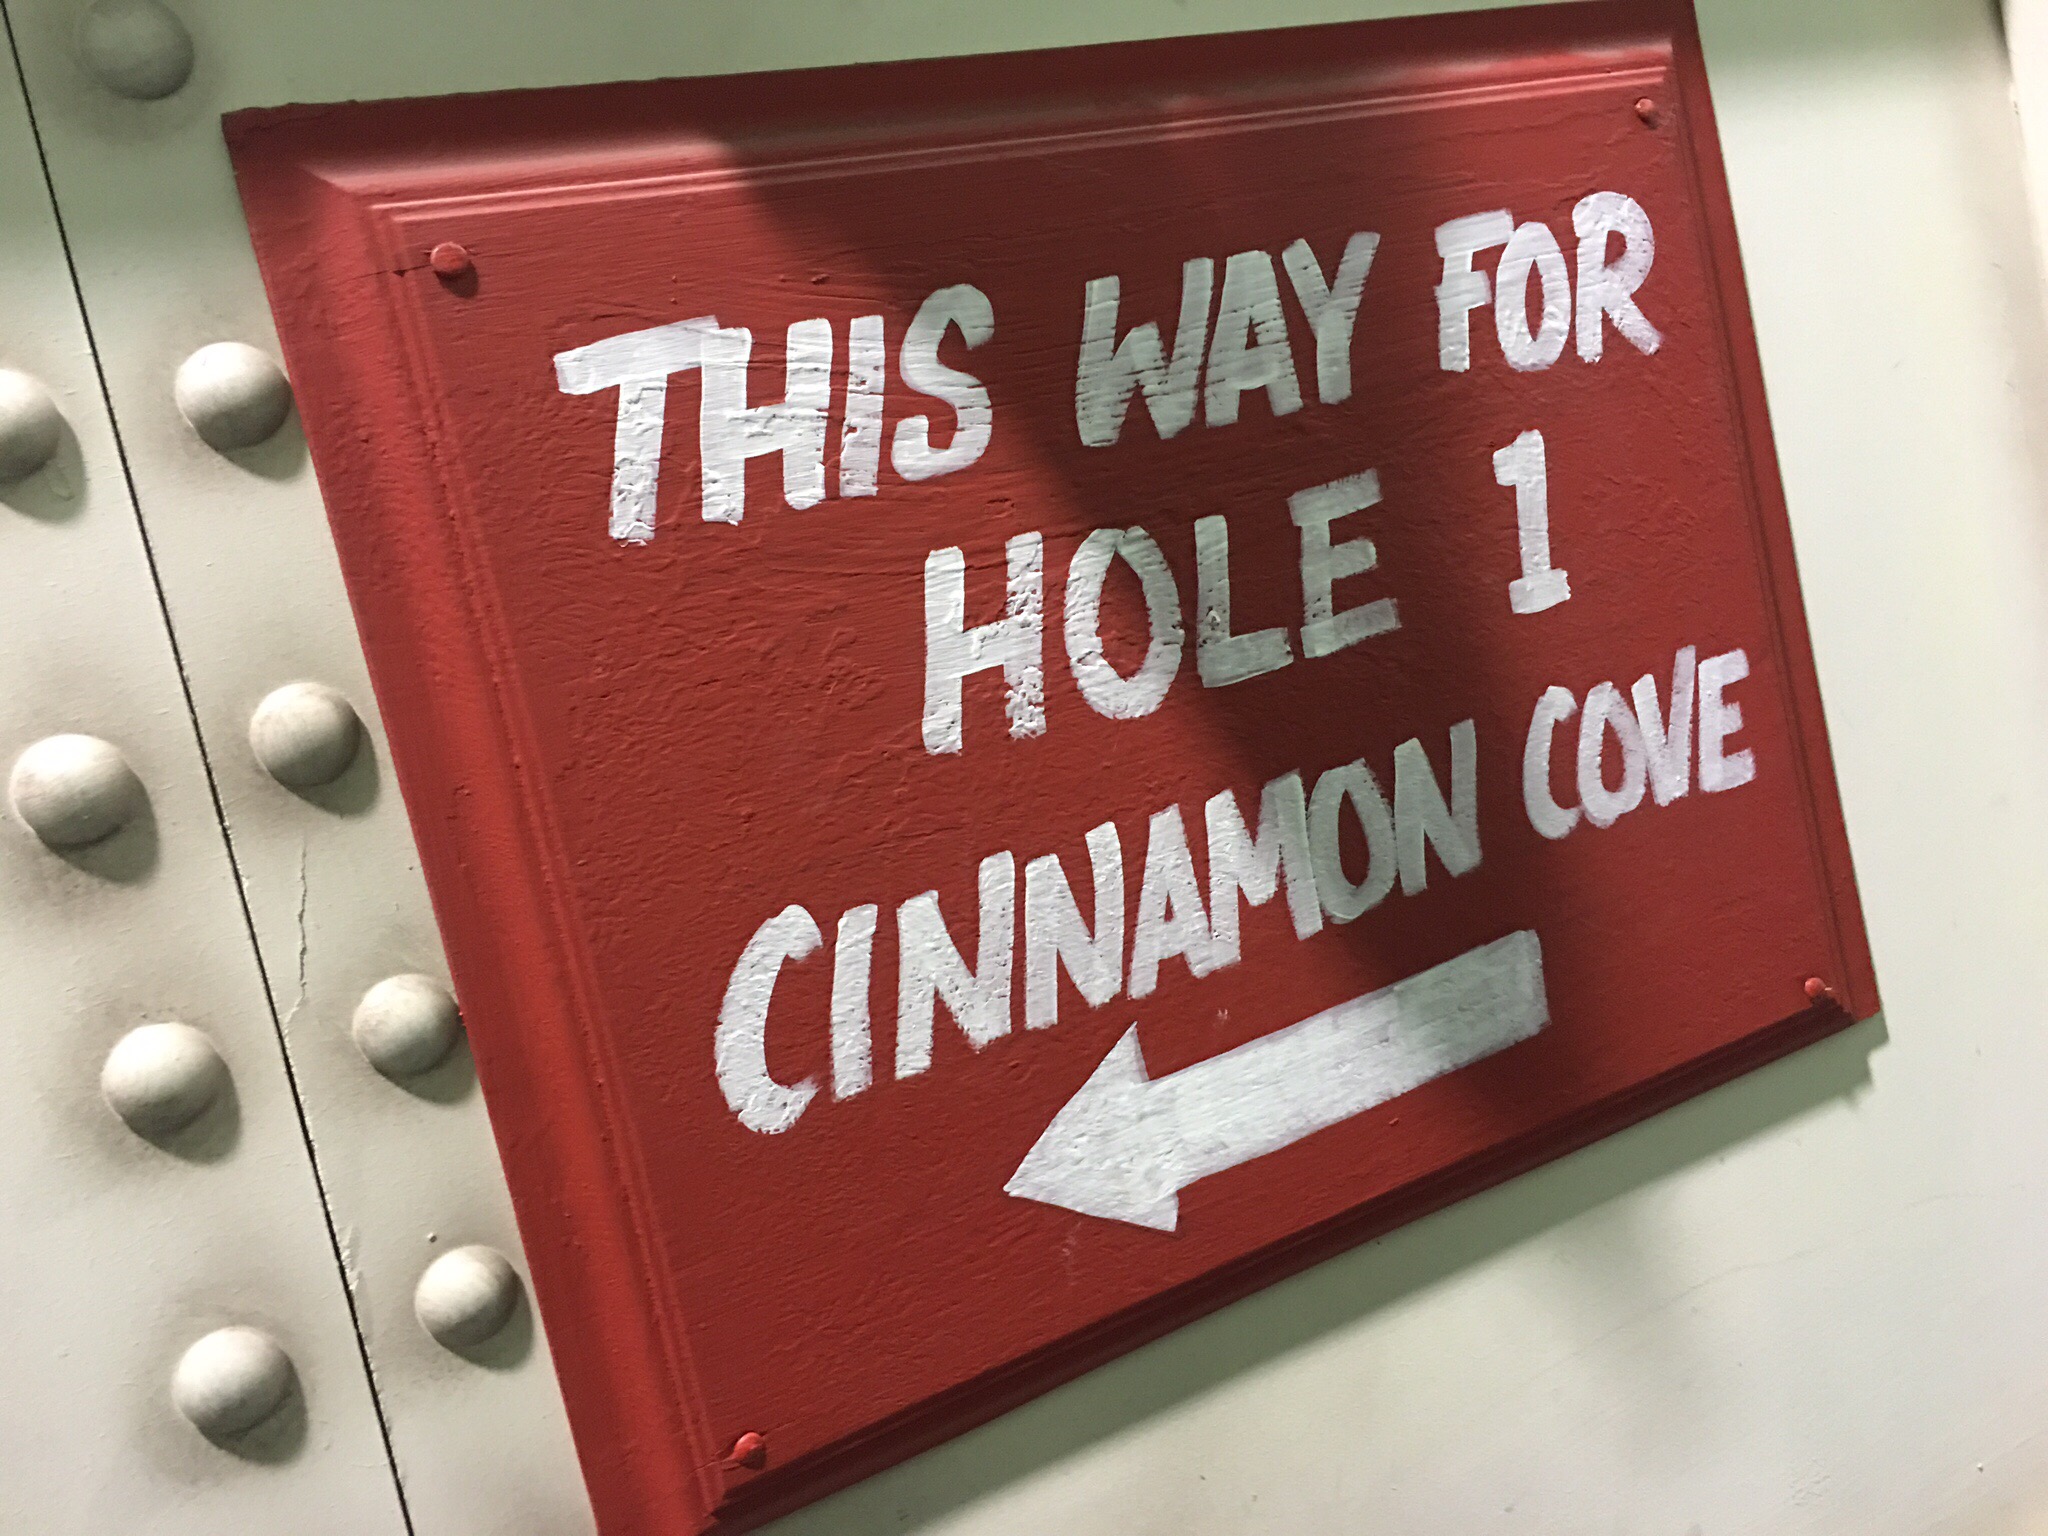 THIS WAY FOR
HOLE 1
CINNAMON COVE